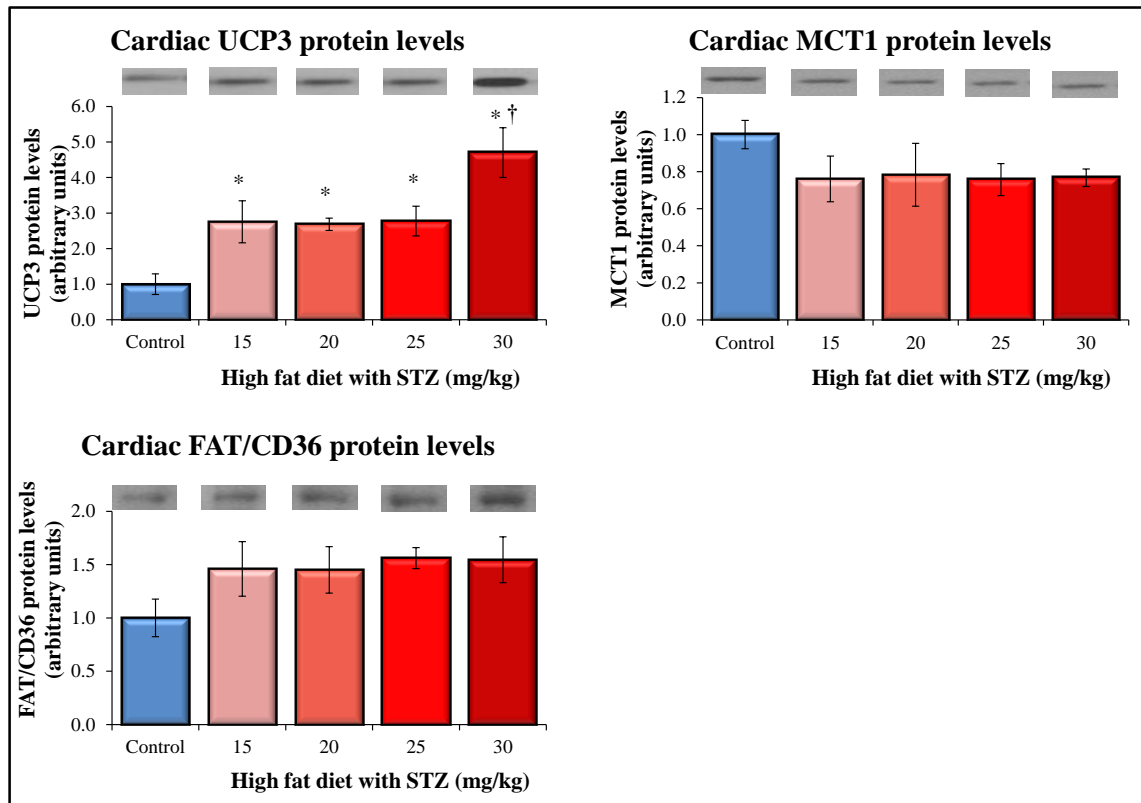 Cardiac UCP3 protein levels
UCP3 protein levels
(arbitrary units)
6.0
5.0
4.0
3.0
2.0
1.0
0.0
*
*
*
* †
Control 15 20 25 30
High fat diet with STZ (mg/kg)
Cardiac MCT1 protein levels
MCT1 protein levels
(arbitrary units)
1.2
1.0
0.8
0.6
0.4
0.2
0.0
Control 15 20 25 30
High fat diet with STZ (mg/kg)
Cardiac FAT/CD36 protein levels
FAT/CD36 protein levels
(arbitrary units)
2.0
1.5
1.0
0.5
0.0
Control 15 20 25 30
High fat diet with STZ (mg/kg)